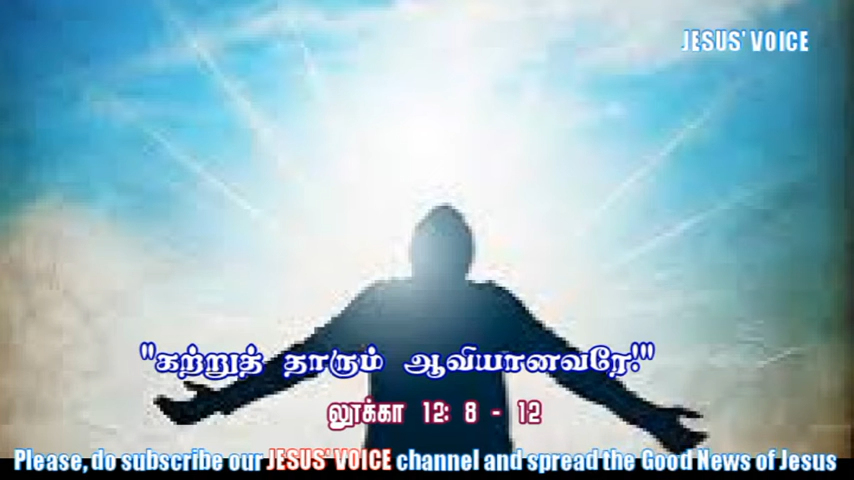 JESUS' VOICE
"கற்றுத் தாரும் ஆவியானவரே!"
லூக்கா 12: 8 - 12
Please, do subscribe our JESUS' VOICE channel and spread the Good News of Jesus